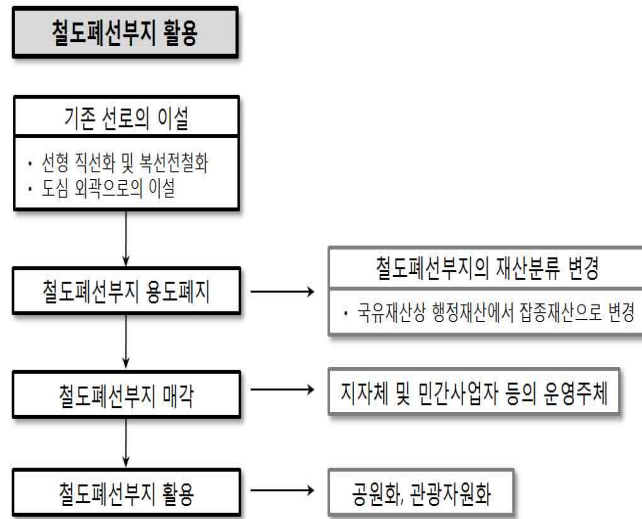 철도폐선부지 활용
기존 선로의 이설
• 선형 직선화 및 복선전철화
• 도심 외곽으로의 이설
철도폐선부지 용도폐지
철도폐선부지의 재산분류 변경
• 국유재산상 행정재산에서 잡종재산으로 변경
철도폐선부지 매각
지자체 및 민간사업자 등의 운영주체
철도폐선부지 활용
공원화, 관광자원화